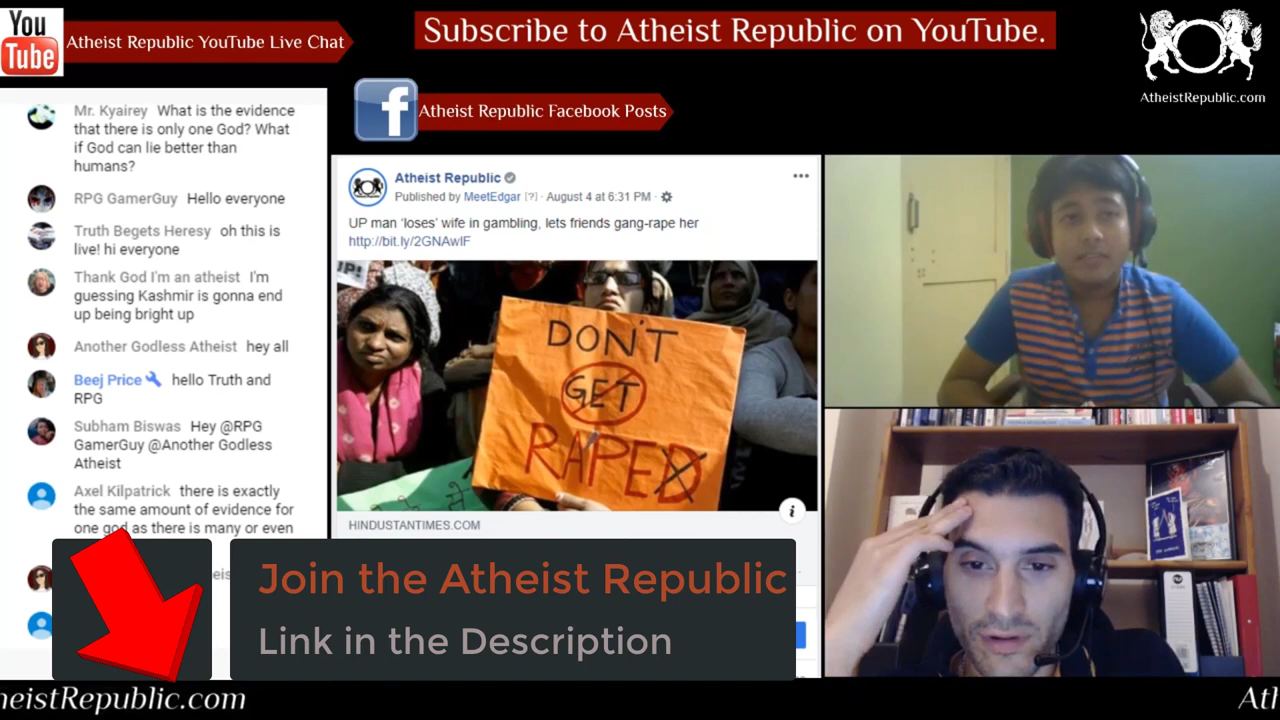 You
Tube
Atheist Republic YouTube Live Chat
Subscribe to Atheist Republic on YouTube.
AtheistRepublic.com
f
Atheist Republic Facebook Posts
Mr. Kyairey What is the evidence
that there is only one God? What
if God can lie better than
humans?
RPG GamerGuy Hello everyone
Truth Begets Heresy oh this is
live! hi everyone
Thank God I'm an atheist I'm
guessing Kashmir is gonna end
up being bright up
Another Godless Atheist hey all
Beej Price hello Truth and
RPG
Subham Biswas Hey @RPG
GamerGuy @Another Godless
Atheist
Axel Kilpatrick there is exactly
the same amount of evidence for
one god as there is many or even
Atheist Republic
Published by MeetEdgar [?] · August 4 at 6:31 PM ·
UP man 'loses' wife in gambling, lets friends gang-rape her
http://bit.ly/2GNAwIF
DON'T
GET
RAPED
HINDUSTANTIMES.COM
Join the Atheist Republic
Link in the Description
heistRepublic.com
Ath